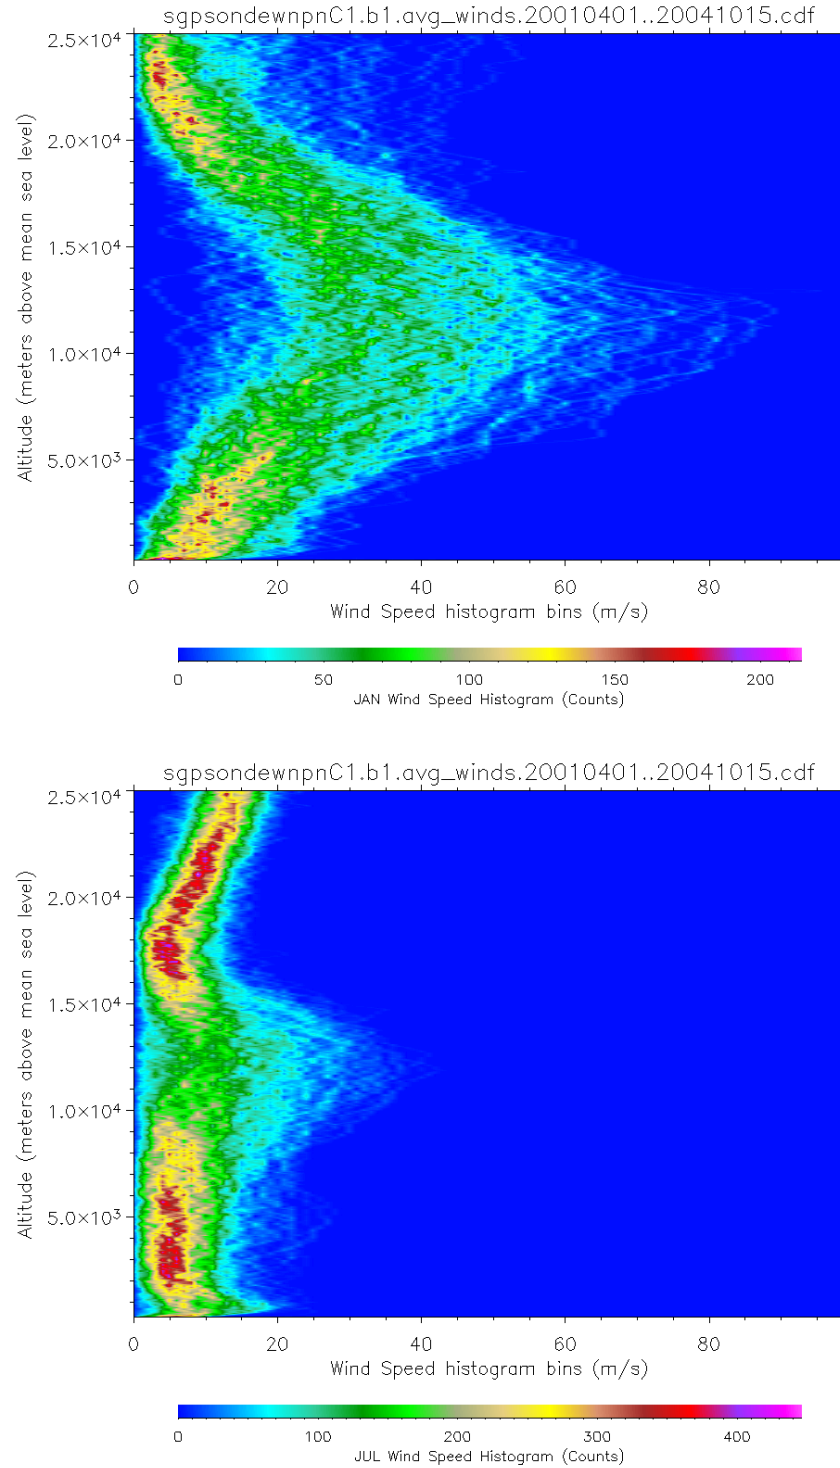 sgpsondewnpnC1.b1.avg_winds.20010401..20041015.cdf
Altitude (meters above mean sea level)
2.5×10⁴
2.0×10⁴
1.5×10⁴
1.0×10⁴
5.0×10³
0 20 40 60 80
Wind Speed histogram bins (m/s)
0 50 100 150 200
JAN Wind Speed Histogram (Counts)
sgpsondewnpnC1.b1.avg_winds.20010401..20041015.cdf
Altitude (meters above mean sea level)
2.5×10⁴
2.0×10⁴
1.5×10⁴
1.0×10⁴
5.0×10³
0 20 40 60 80
Wind Speed histogram bins (m/s)
0 100 200 300 400
JUL Wind Speed Histogram (Counts)